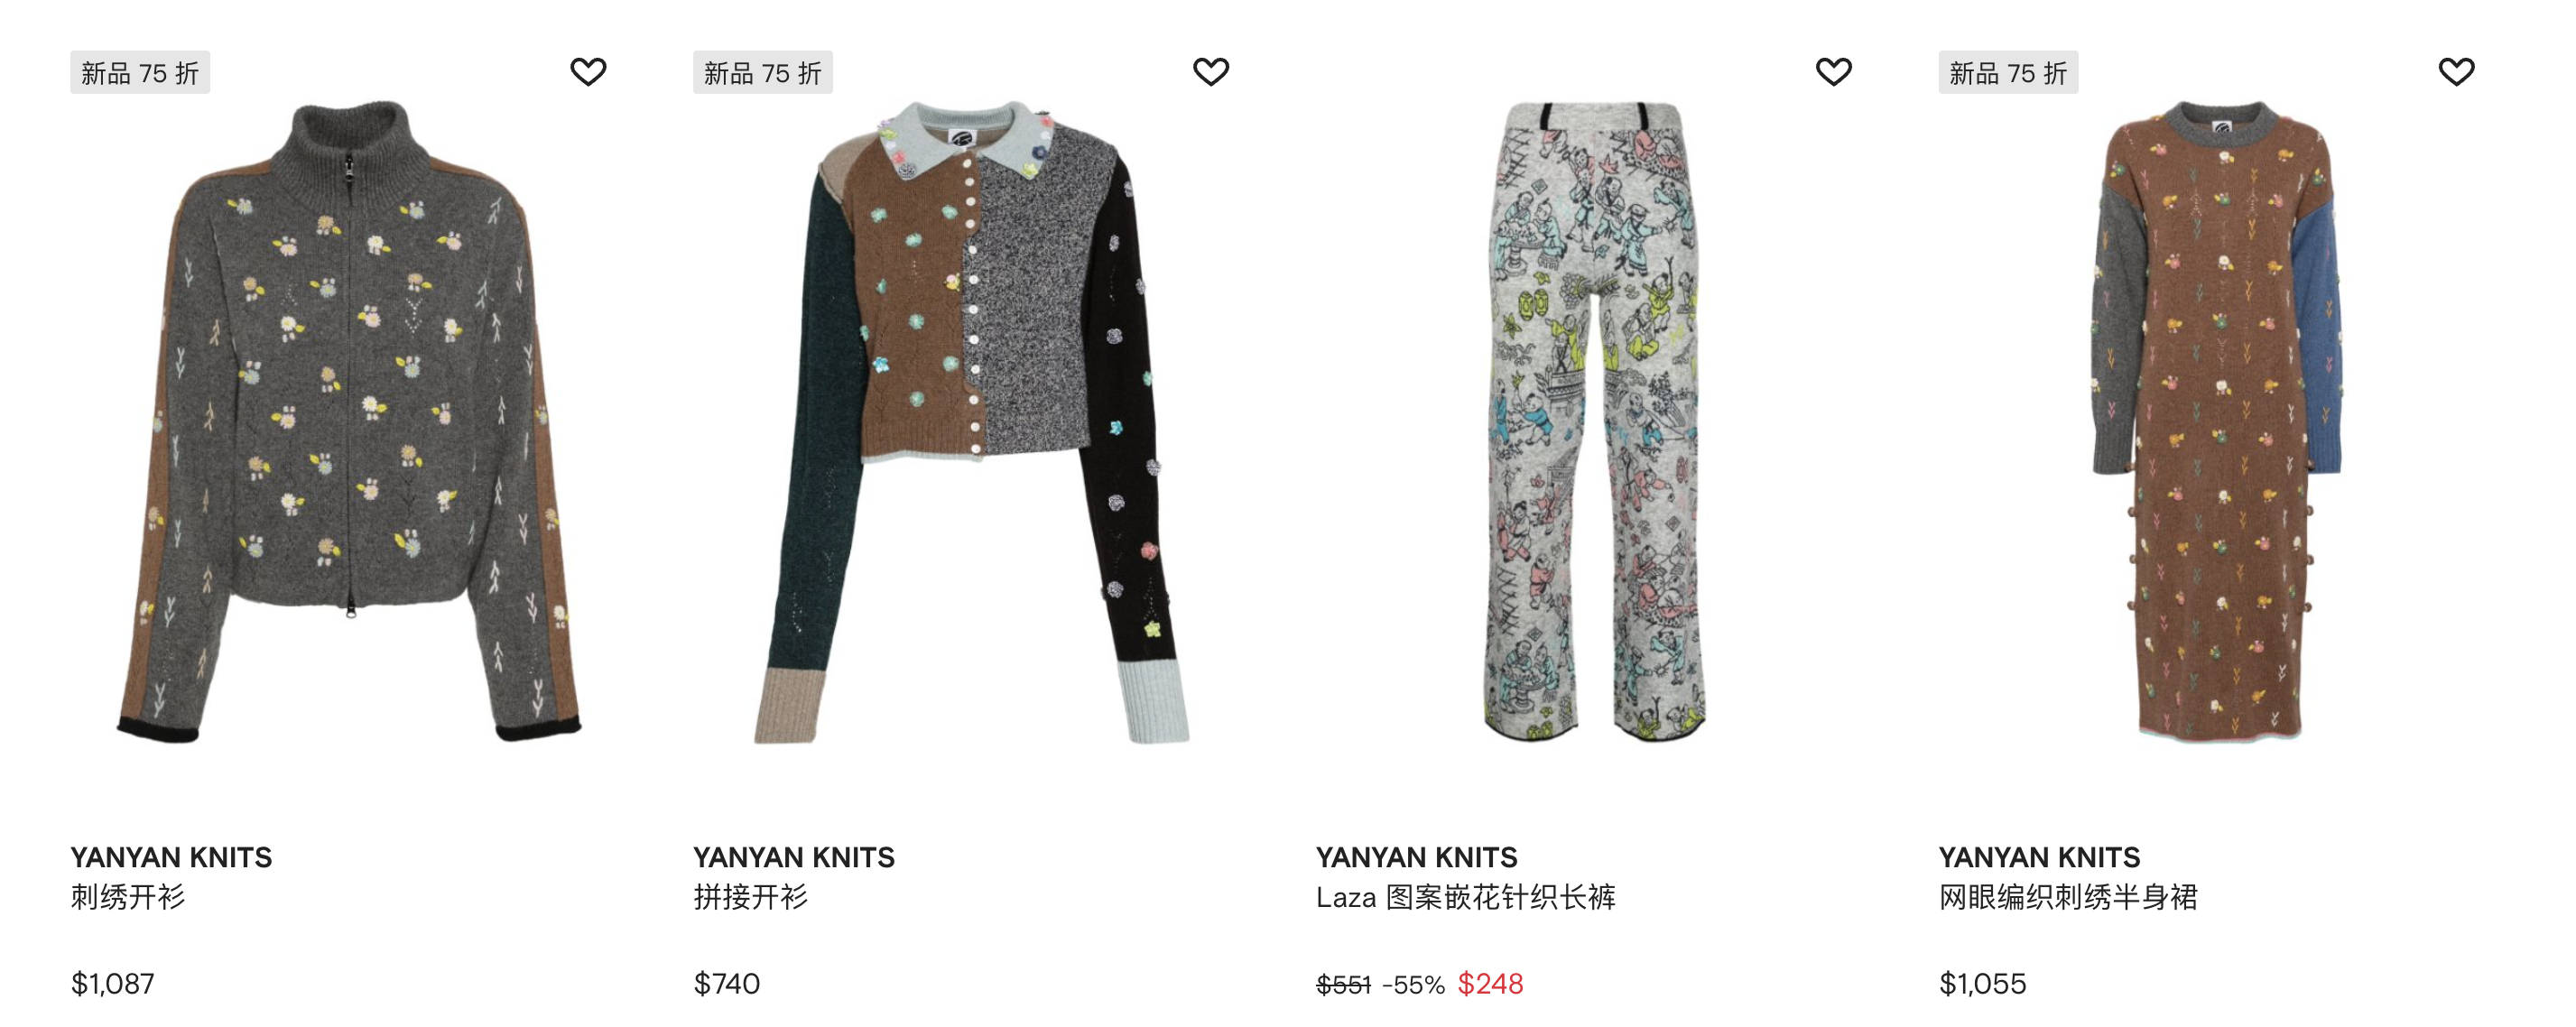 新品 75 折
YANYAN KNITS
刺绣开衫
$1,087
新品 75 折
YANYAN KNITS
拼接开衫
$740
YANYAN KNITS
Laza 图案嵌花针织长裤
$551 -55% $248
新品 75 折
YANYAN KNITS
网眼编织刺绣半身裙
$1,055